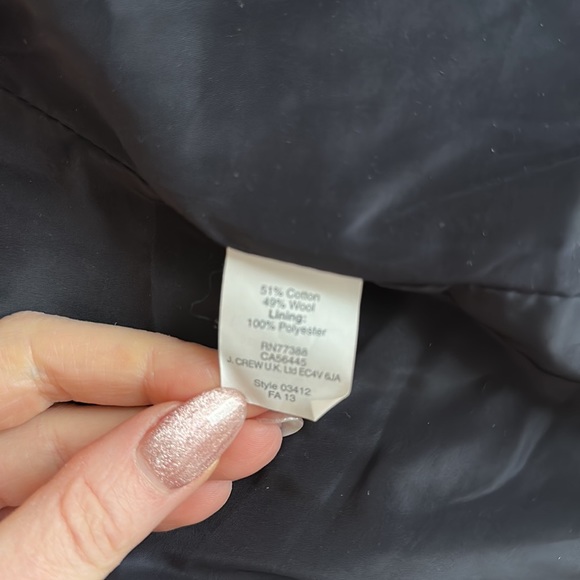 51% Cotton
49% Wool
Lining:
100% Polyester
RN77388
CA56445
J. CREW U.K. Ltd EC4V 6JA
Style 03412
FA 13